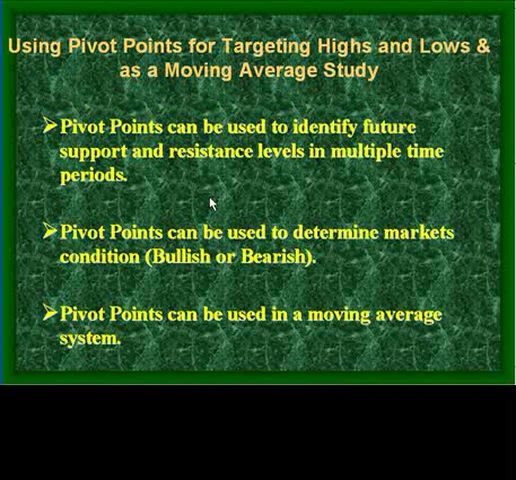 Using Pivot Points for Targeting Highs and Lows &
as a Moving Average Study
Pivot Points can be used to identify future
support and resistance levels in multiple time
periods.
Pivot Points can be used to determine markets
condition (Bullish or Bearish).
Pivot Points can be used in a moving average
system.